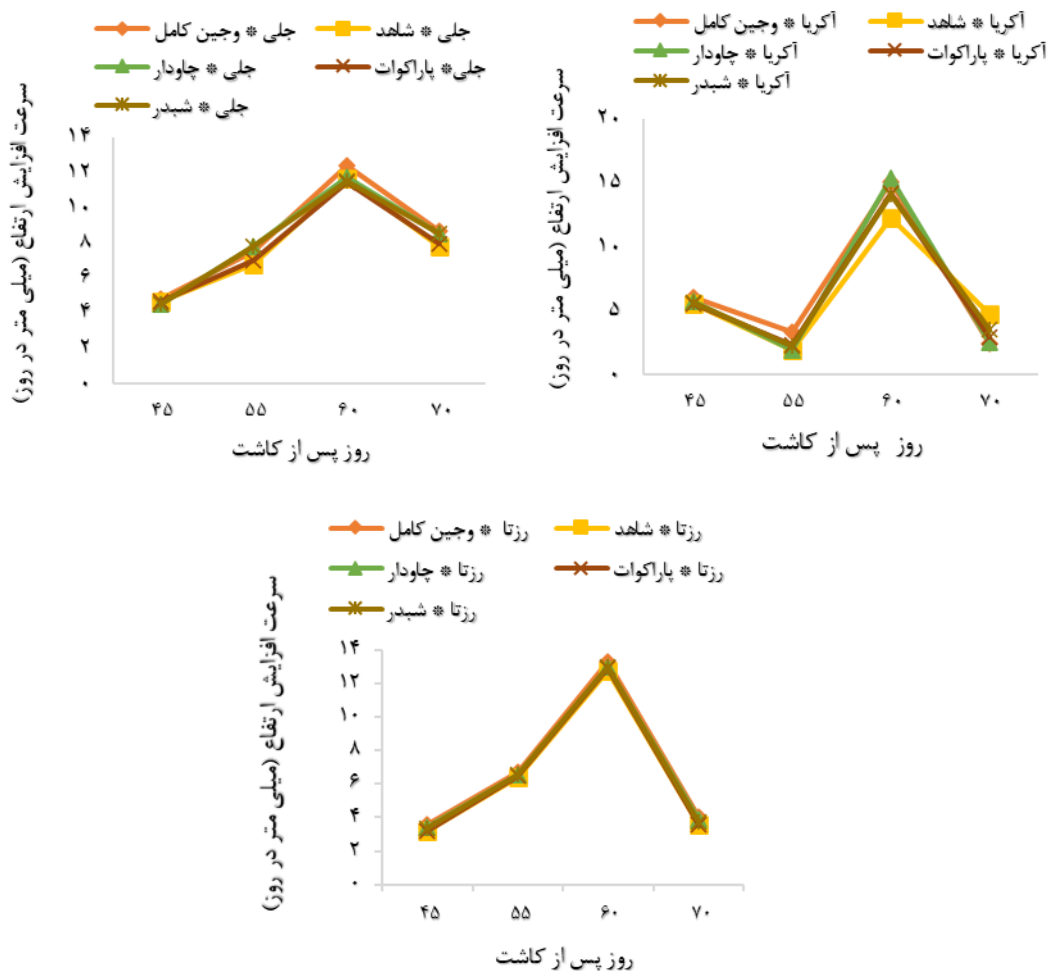 جلی * وجین کامل
جلی * شاهد
جلی * چاودار
جلی* پاراکوات
جلی * شبدر
سرعت افزایش ارتفاع (میلی متر در روز)
۱۴
۱۲
۱۰
۸
۶
۴
۲
۰
۴۵ ۵۵ ۶۰ ۷۰
روز پس از کاشت
آکریا * وجین کامل
آکریا * شاهد
آکریا * چاودار
آکریا * پاراکوات
آکریا * شبدر
سرعت افزایش ارتفاع (میلی متر در روز)
۲۰
۱۵
۱۰
۵
۰
۴۵ ۵۵ ۶۰ ۷۰
روز پس از کاشت
رزتا * وجین کامل
رزتا * شاهد
رزتا * چاودار
رزتا * پاراکوات
رزتا * شبدر
سرعت افزایش ارتفاع (میلی متر در روز)
۱۴
۱۲
۱۰
۸
۶
۴
۲
۰
۴۵ ۵۵ ۶۰ ۷۰
روز پس از کاشت